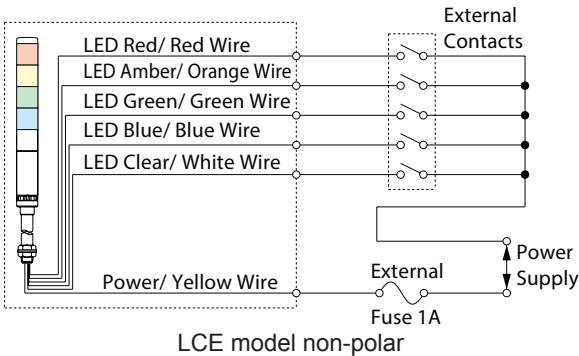 External
Contacts
LED Red/ Red Wire
LED Amber/ Orange Wire
LED Green/ Green Wire
LED Blue/ Blue Wire
LED Clear/ White Wire
Power
Supply
Power/ Yellow Wire
External
Fuse 1A
LCE model non-polar